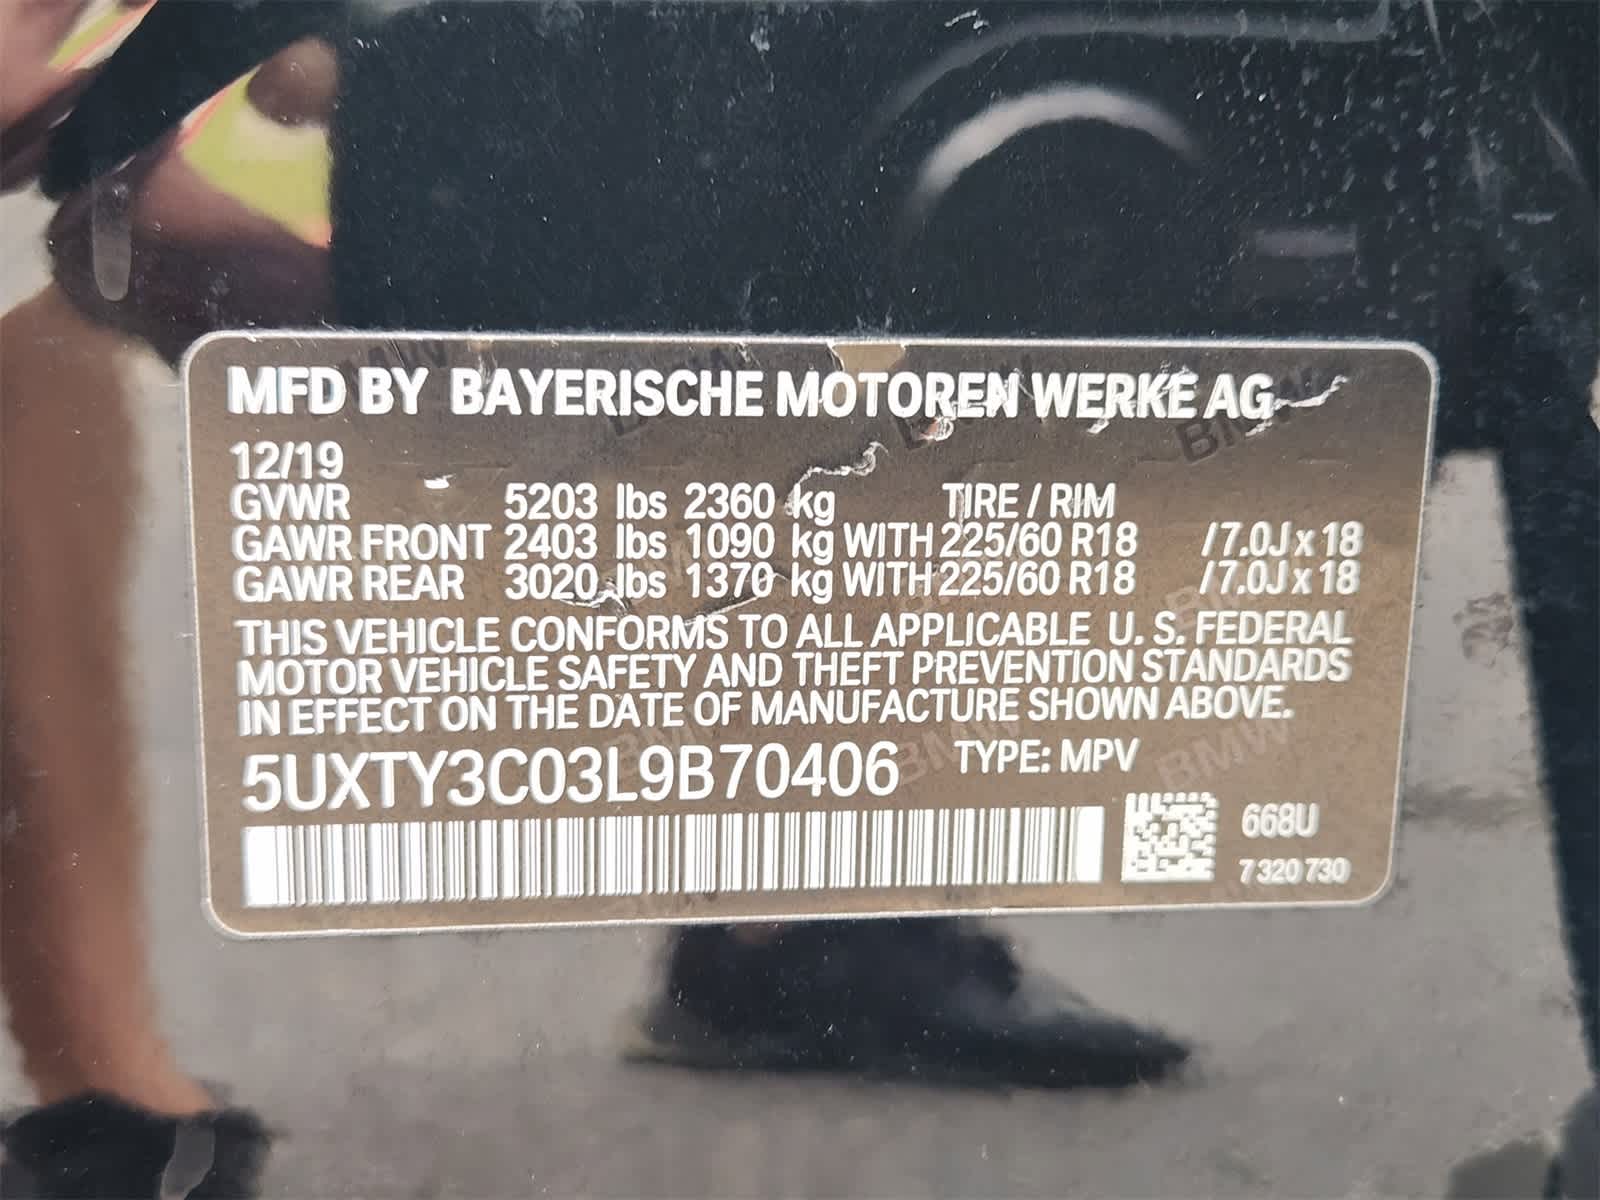 MFD BY BAYERISCHE MOTOREN WERKE AG
12/19
GVWR 5203 lbs 2360 kg TIRE / RIM
GAWR FRONT 2403 lbs 1090 kg WITH 225/60 R18 /7.0J x 18
GAWR REAR 3020 lbs 1370 kg WITH 225/60 R18 /7.0J x 18
THIS VEHICLE CONFORMS TO ALL APPLICABLE U. S. FEDERAL
MOTOR VEHICLE SAFETY AND THEFT PREVENTION STANDARDS
IN EFFECT ON THE DATE OF MANUFACTURE SHOWN ABOVE.
5UXTY3C03L9B70406 TYPE: MPV
668U
7 320 730